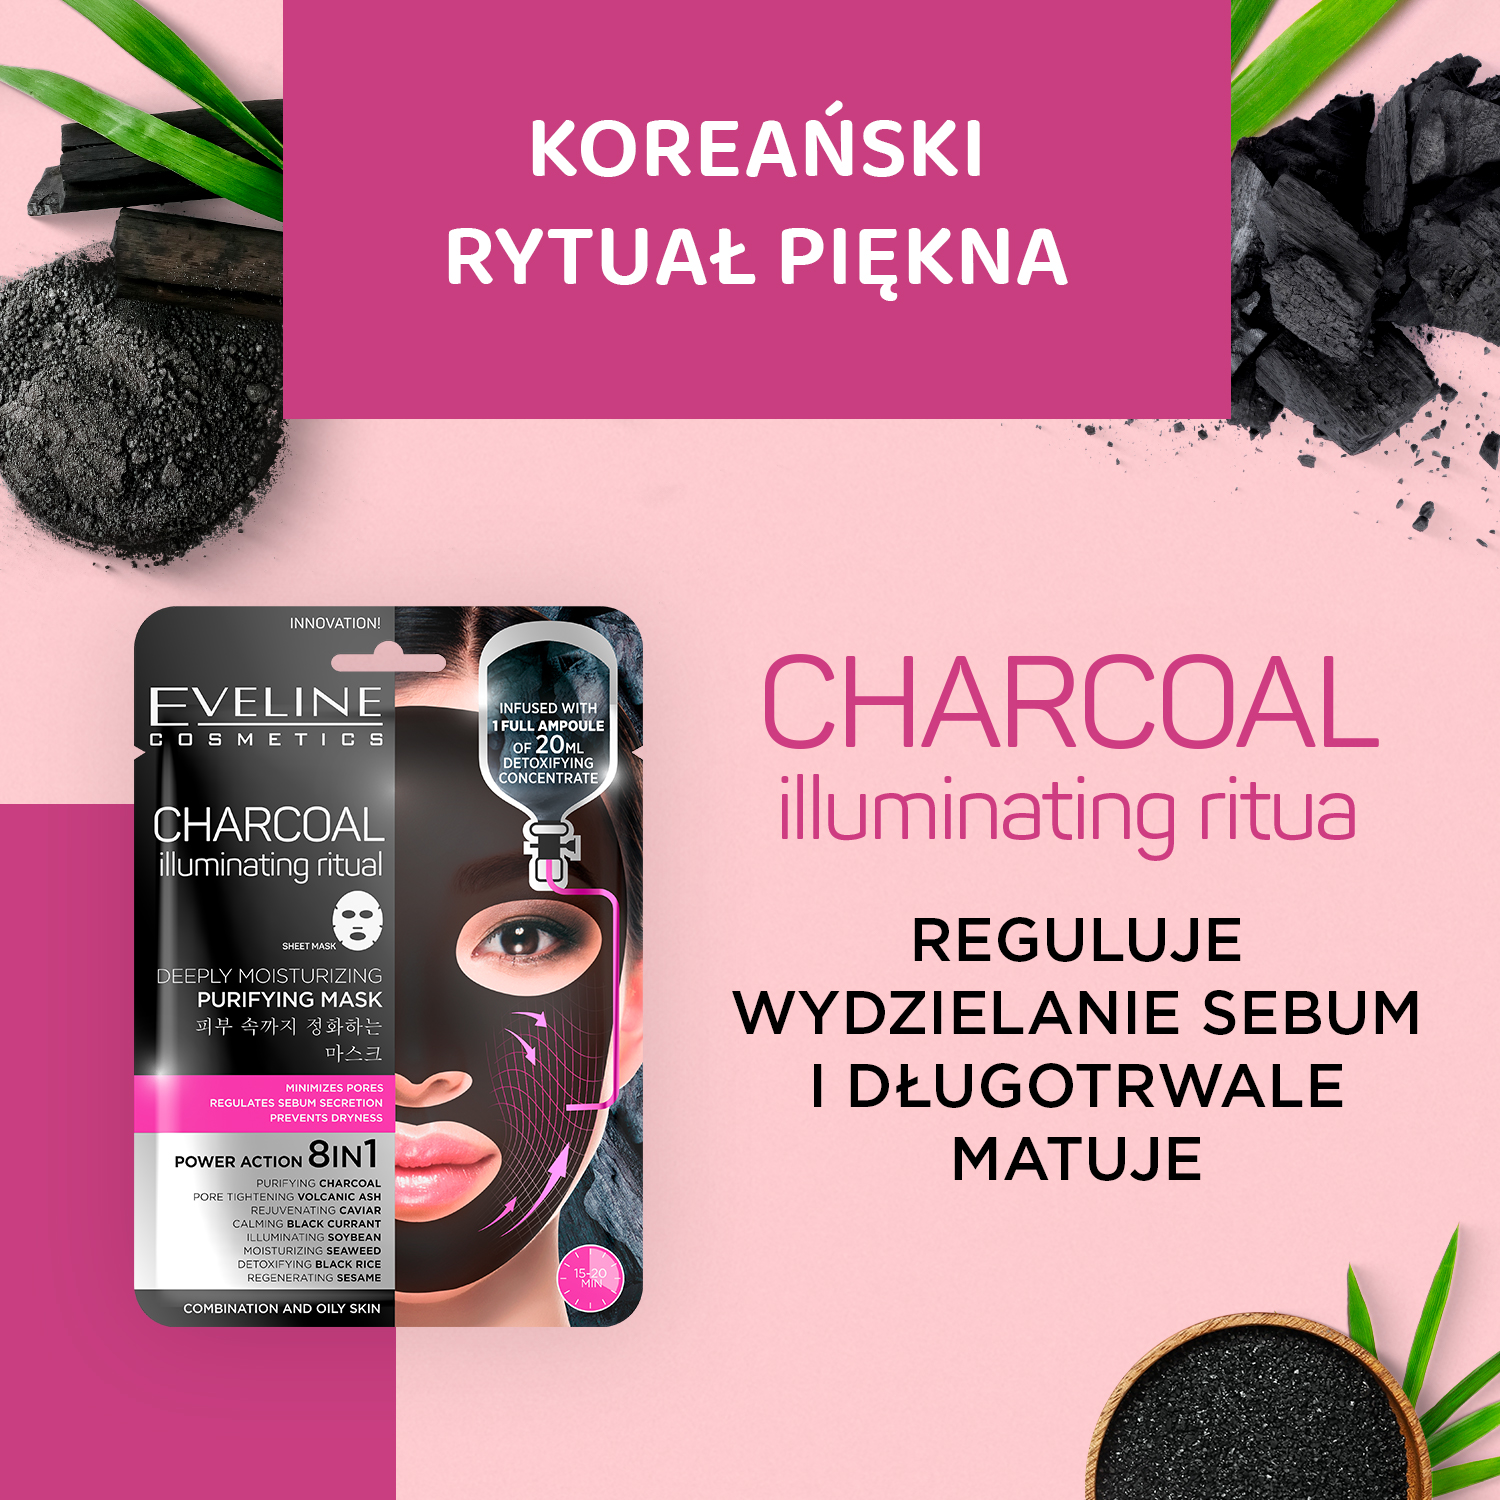 KOREAŃSKI
RYTUAŁ PIĘKNA
INNOVATION!
EVELINE
COSMETICS
INFUSED WITH
1 FULL AMPOULE
OF 20ML
DETOXIFYING
CONCENTRATE
CHARCOAL
illuminating ritual
SHEET MASK
DEEPLY MOISTURIZING
PURIFYING MASK
피부 속까지 정화하는
마스크
MINIMIZES PORES
REGULATES SEBUM SECRETION
PREVENTS DRYNESS
POWER ACTION 8IN1
PURIFYING CHARCOAL
PORE TIGHTENING VOLCANIC ASH
REJUVENATING CAVIAR
CALMING BLACK CURRANT
ILLUMINATING SOYBEAN
MOISTURIZING SEAWEED
DETOXIFYING BLACK RICE
REGENERATING SESAME
COMBINATION AND OILY SKIN
15-20
MIN
CHARCOAL
illuminating ritua
REGULUJE
WYDZIELANIE SEBUM
I DŁUGOTRWALE
MATUJE